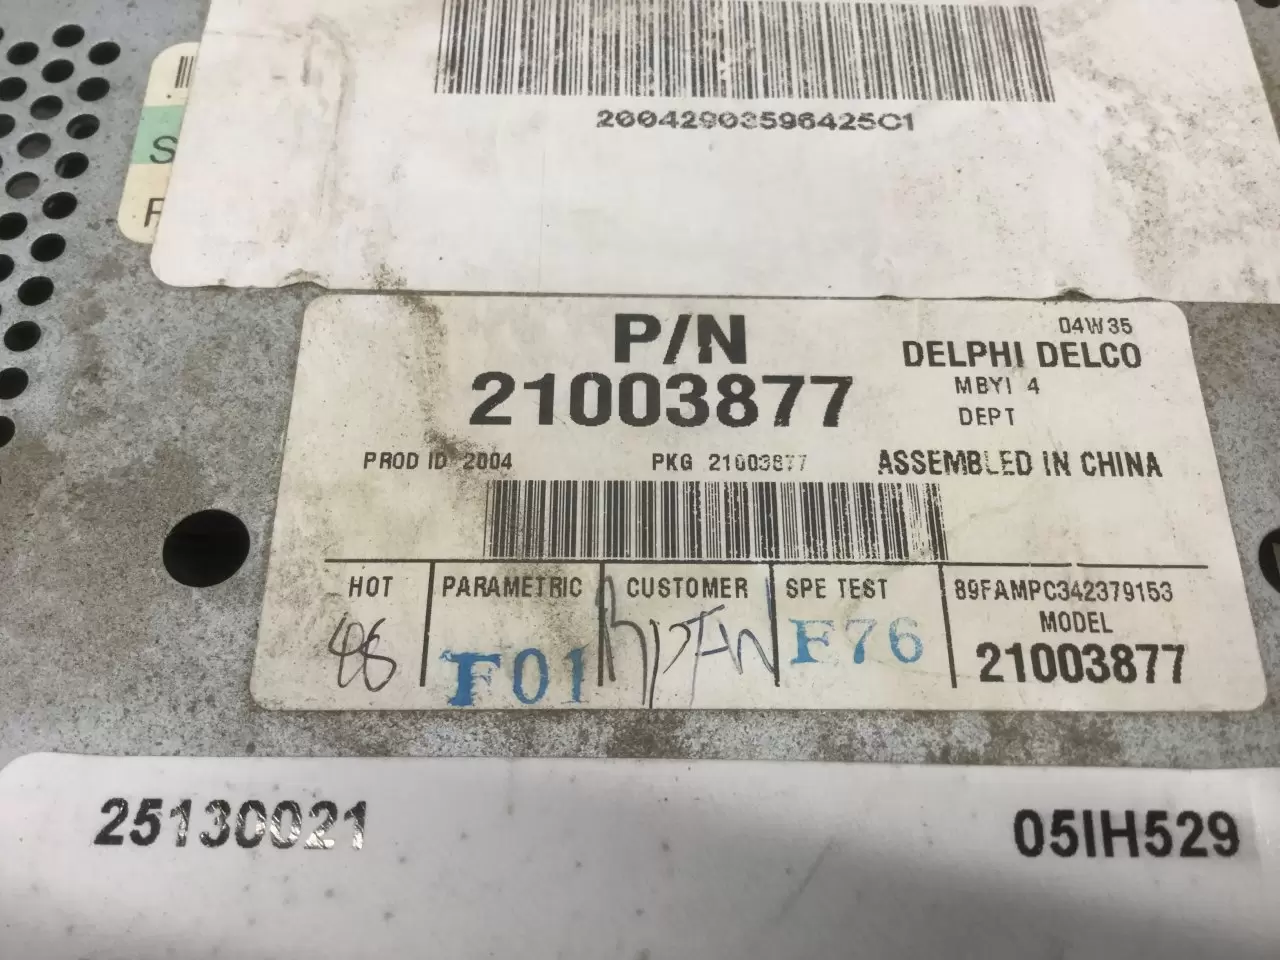 20042903596425C1
S
F
04W35
P/N
DELPHI DELCO
21003877
MBYI 4
DEPT
PROD ID 2004
PKG 21003877
ASSEMBLED IN CHINA
HOT
PARAMETRIC
CUSTOMER
SPE TEST
89FAMPC342379153
MODEL
F01
F76
21003877
25130021
05IH529